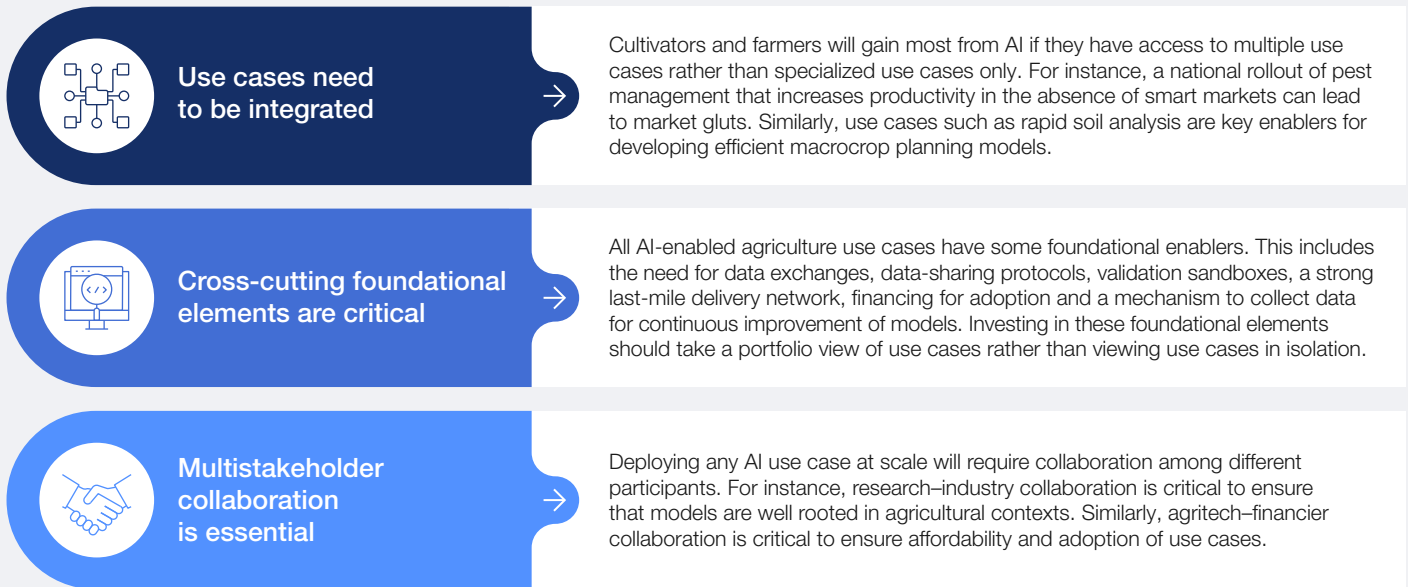 Use cases need
to be integrated
Cultivators and farmers will gain most from AI if they have access to multiple use
cases rather than specialized use cases only. For instance, a national rollout of pest
management that increases productivity in the absence of smart markets can lead
to market gluts. Similarly, use cases such as rapid soil analysis are key enablers for
developing efficient macrocrop planning models.
Cross-cutting foundational
elements are critical
All AI-enabled agriculture use cases have some foundational enablers. This includes
the need for data exchanges, data-sharing protocols, validation sandboxes, a strong
last-mile delivery network, financing for adoption and a mechanism to collect data
for continuous improvement of models. Investing in these foundational elements
should take a portfolio view of use cases rather than viewing use cases in isolation.
Multistakeholder
collaboration
is essential
Deploying any AI use case at scale will require collaboration among different
participants. For instance, research–industry collaboration is critical to ensure
that models are well rooted in agricultural contexts. Similarly, agritech–financier
collaboration is critical to ensure affordability and adoption of use cases.